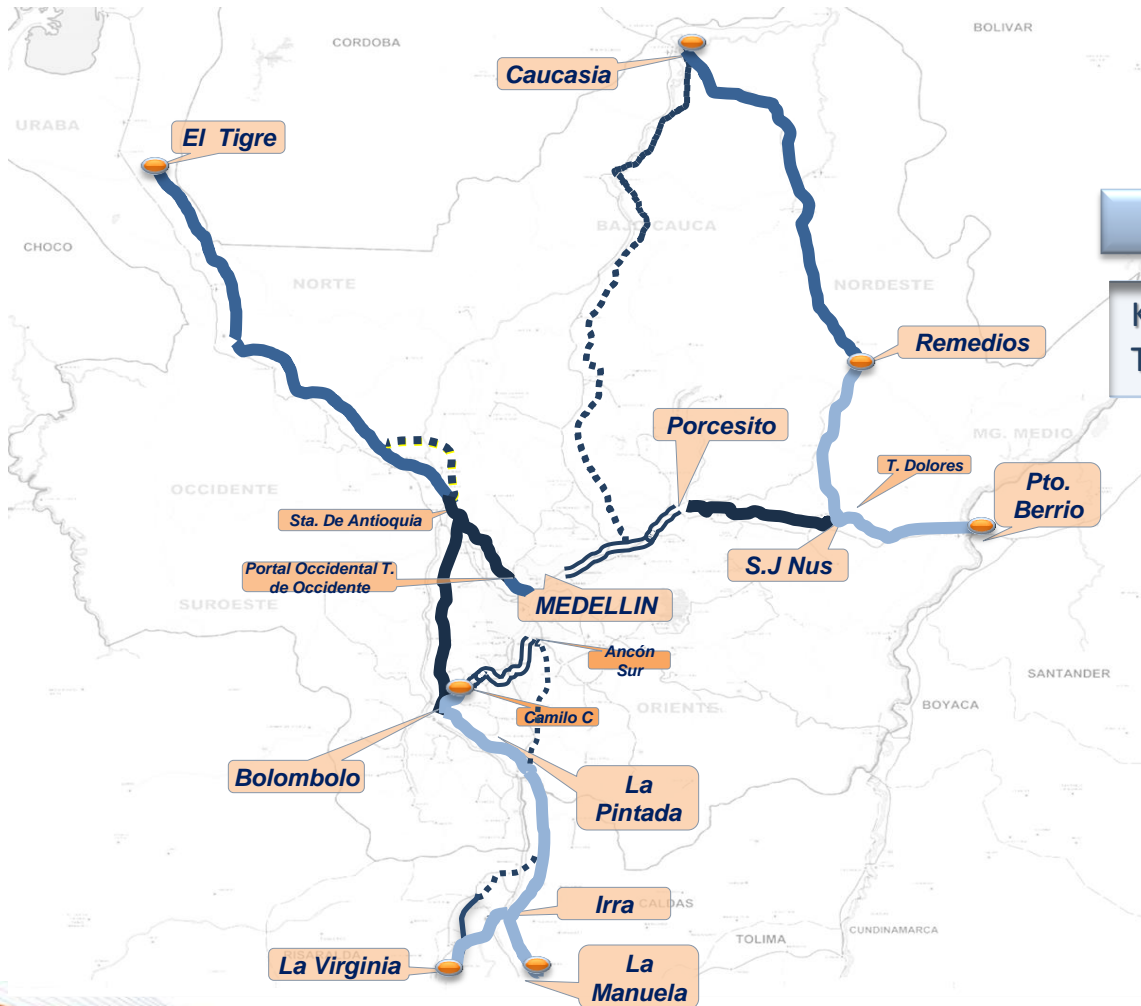 CORDOBA
BOLIVAR
Caucasia
URABA
El Tigre
BAJO CAUCA
CHOCO
NORTE
NORDESTE
K
T
Remedios
Porcesito
MG. MEDIO
T. Dolores
Pto.
Berrio
OCCIDENTE
Sta. De Antioquia
S.J Nus
Portal Occidental T.
de Occidente
SUROESTE
MEDELLIN
Ancón
Sur
SANTANDER
BOYACA
ORIENTE
Camilo C
Bolombolo
La
Pintada
Irra
CALDAS
CUNDINAMARCA
TOLIMA
RISARALDA
La Virginia
La
Manuela